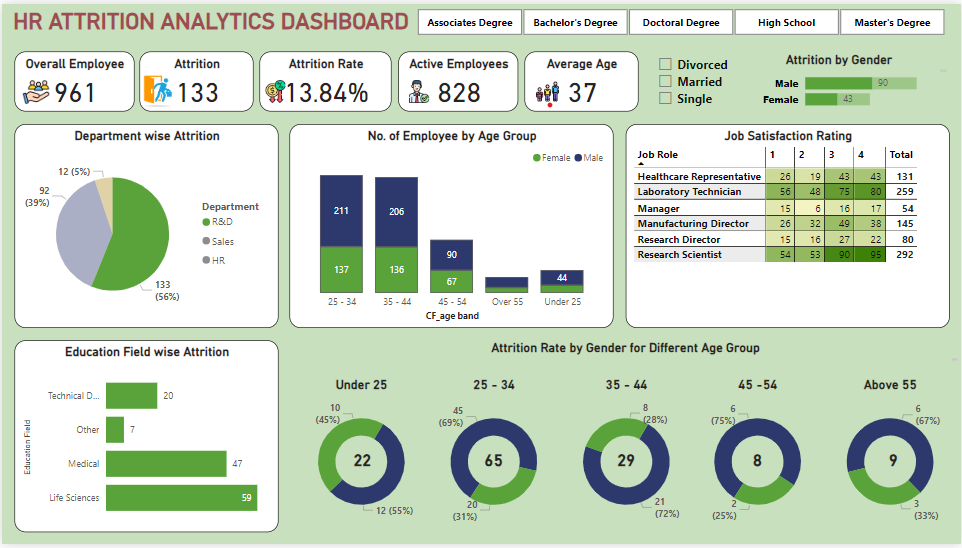 HR ATTRITION ANALYTICS DASHBOARD
Associates Degree
Bachelor's Degree
Doctoral Degree
High School
Master's Degree
Overall Employee
961
Attrition
133
Attrition Rate
13.84%
Active Employees
828
Average Age
37
Divorced
Married
Single
Attrition by Gender
Male 90
Female 43
Department wise Attrition
12 (5%)
92
(39%)
133
(56%)
Department
R&D
Sales
HR
No. of Employee by Age Group
Female Male
211 206 90 44
137 136 67
25 - 34 35 - 44 45 - 54 Over 55 Under 25
CF_age band
Job Satisfaction Rating
Job Role 1 2 3 4 Total
Healthcare Representative 26 19 43 43 131
Laboratory Technician 56 48 75 80 259
Manager 15 6 16 17 54
Manufacturing Director 26 32 49 38 145
Research Director 15 16 27 22 80
Research Scientist 54 53 90 95 292
Education Field wise Attrition
Education Field
Technical D... 20
Other 7
Medical 47
Life Sciences 59
Attrition Rate by Gender for Different Age Group
Under 25
10
(45%)
22
12 (55%)
25 - 34
45
(69%)
65
20
(31%)
35 - 44
8
(28%)
29
21
(72%)
45 -54
6
(75%)
8
2
(25%)
Above 55
6
(67%)
9
3
(33%)